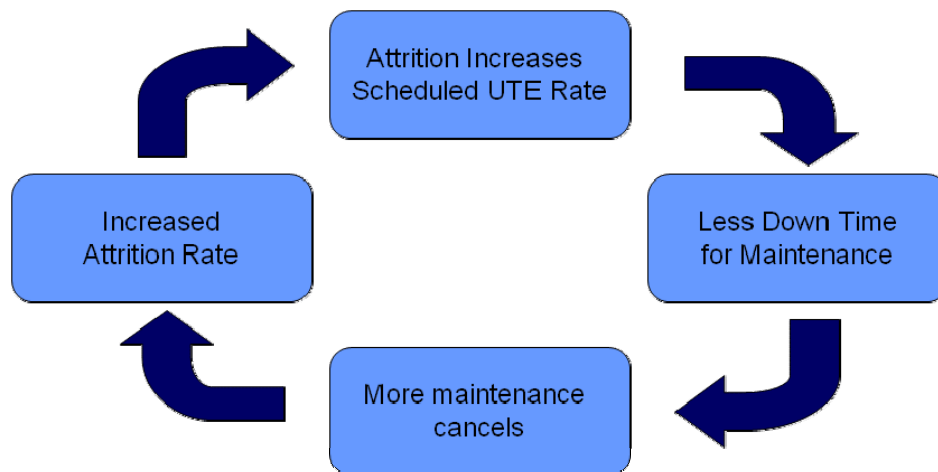 Attrition Increases
Scheduled UTE Rate
Increased
Attrition Rate
Less Down Time
for Maintenance
More maintenance
cancels